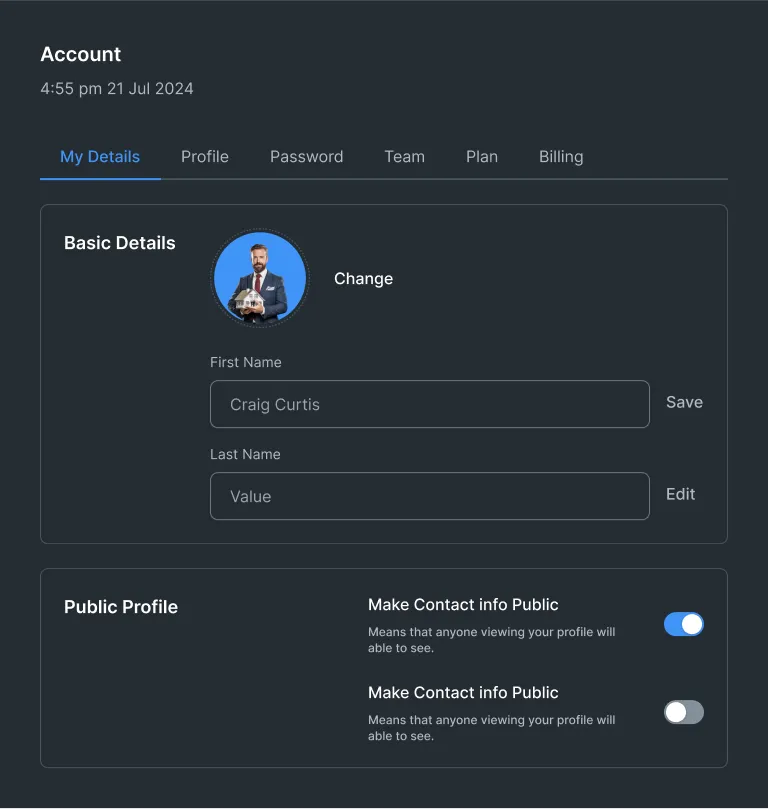 Account
4:55 pm 21 Jul 2024
My Details Profile Password Team Plan Billing
Basic Details
Change
First Name
Craig Curtis Save
Last Name
Value Edit
Public Profile
Make Contact info Public
Means that anyone viewing your profile will
able to see.
Make Contact info Public
Means that anyone viewing your profile will
able to see.